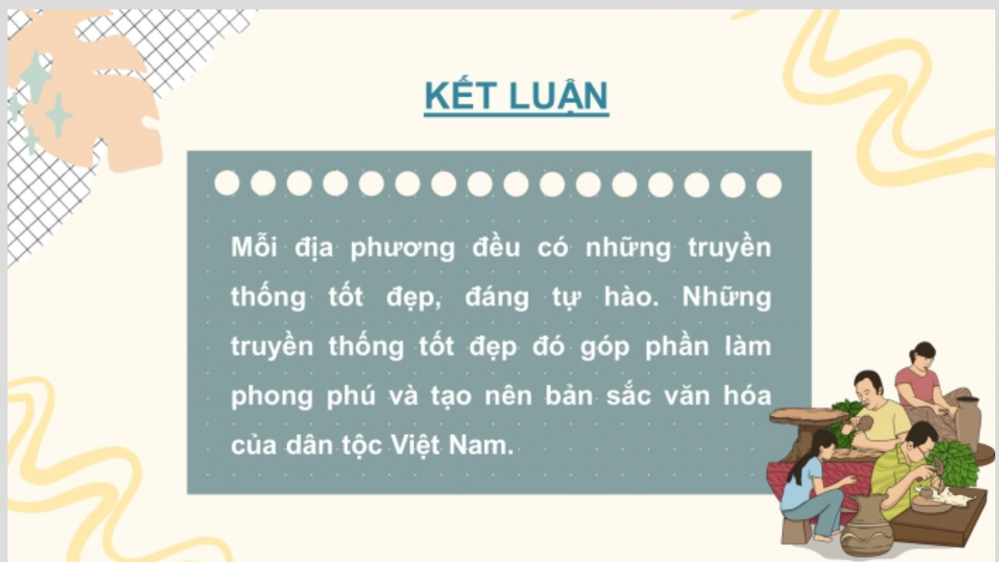 KẾT LUẬN
Mỗi địa phương đều có những truyền
thống tốt đẹp, đáng tự hào. Những
truyền thống tốt đẹp đó góp phần làm
phong phú và tạo nên bản sắc văn hóa
của dân tộc Việt Nam.